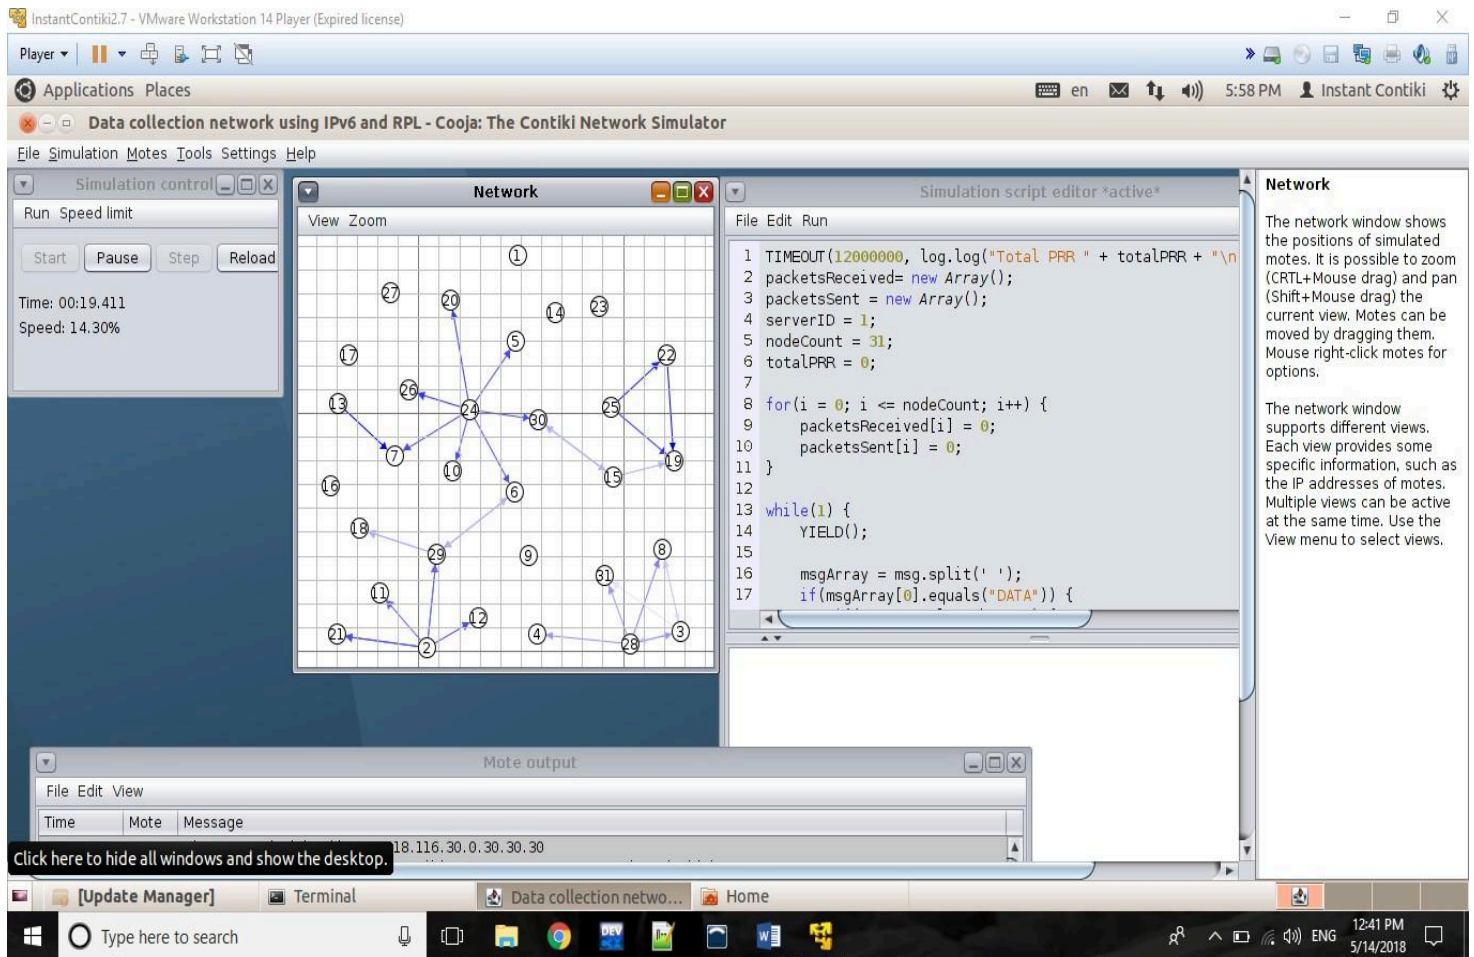 InstantContiki2.7 - VMware Workstation 14 Player (Expired license)
Player
Applications Places
en
5:58 PM
Instant Contiki
Data collection network using IPv6 and RPL - Cooja: The Contiki Network Simulator
File Simulation Motes Tools Settings Help
Simulation control
Run Speed limit
Start
Pause
Step
Reload
Time: 00:19.411
Speed: 14.30%
Network
View Zoom
1
27
20
14
23
5
17
22
26
13
24
25
30
7
10
19
15
16
6
18
29
9
8
31
11
12
21
2
4
28
3
Simulation script editor *active*
File Edit Run
1 TIMEOUT(12000000, log.log("Total PRR " + totalPRR + "\n
2 packetsReceived= new Array();
3 packetsSent = new Array();
4 serverID = 1;
5 nodeCount = 31;
6 totalPRR = 0;
7
8 for(i = 0; i <= nodeCount; i++) {
9 packetsReceived[i] = 0;
10 packetsSent[i] = 0;
11 }
12
13 while(1) {
14 YIELD();
15
16 msgArray = msg.split(' ');
17 if(msgArray[0].equals("DATA")) {
Network
The network window shows
the positions of simulated
motes. It is possible to zoom
(CRTL+Mouse drag) and pan
(Shift+Mouse drag) the
current view. Motes can be
moved by dragging them.
Mouse right-click motes for
options.
The network window
supports different views.
Each view provides some
specific information, such as
the IP addresses of motes.
Multiple views can be active
at the same time. Use the
View menu to select views.
Mote output
File Edit View
Time Mote Message
18.116.30.0.30.30.30
Click here to hide all windows and show the desktop.
[Update Manager]
Terminal
Data collection netwo...
Home
Type here to search
DEV
ENG
12:41 PM
5/14/2018